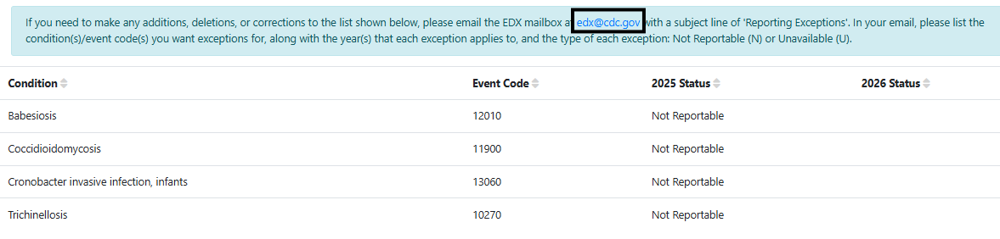 If you need to make any additions, deletions, or corrections to the list shown below, please email the EDX mailbox at edx@cdc.gov with a subject line of 'Reporting Exceptions'. In your email, please list the
condition(s)/event code(s) you want exceptions for, along with the year(s) that each exception applies to, and the type of each exception: Not Reportable (N) or Unavailable (U).
Condition Event Code 2025 Status 2026 Status
Babesiosis 12010 Not Reportable
Coccidioidomycosis 11900 Not Reportable
Cronobacter invasive infection, infants 13060 Not Reportable
Trichinellosis 10270 Not Reportable